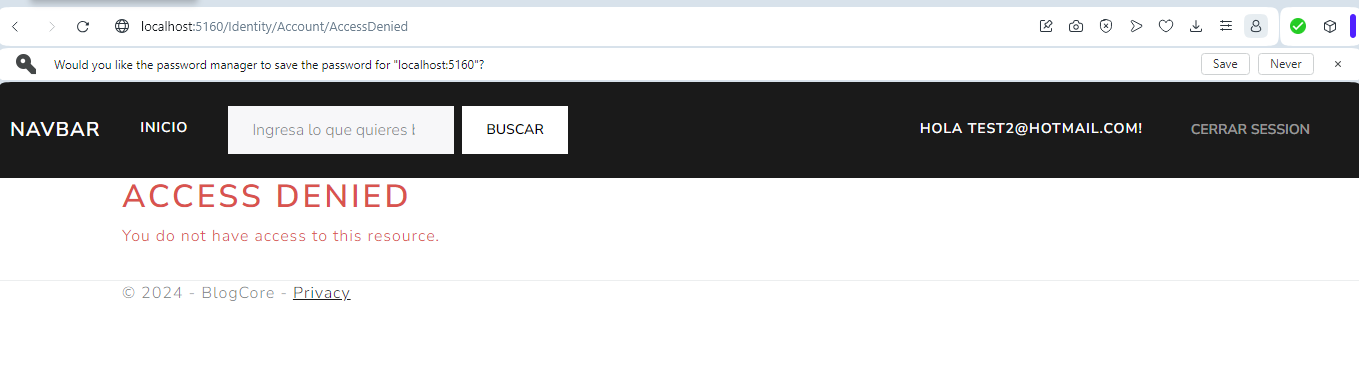 localhost:5160/Identity/Account/AccessDenied
Would you like the password manager to save the password for "localhost:5160"?
Save
Never
NAVBAR
INICIO
Ingresa lo que quieres b
BUSCAR
HOLA TEST2@HOTMAIL.COM!
CERRAR SESSION
ACCESS DENIED
You do not have access to this resource.
© 2024 - BlogCore - Privacy